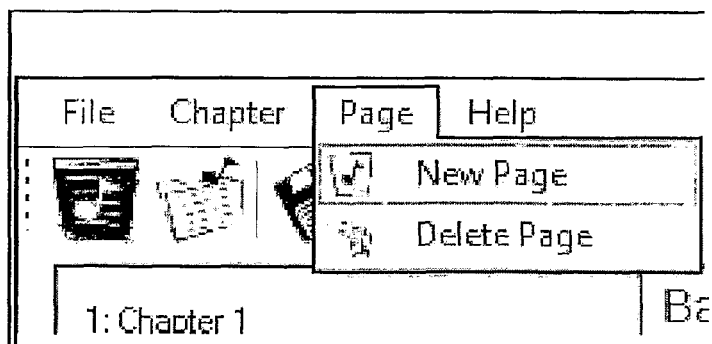 File Chapter Page Help
New Page
Delete Page
1: Chapter 1
Ba